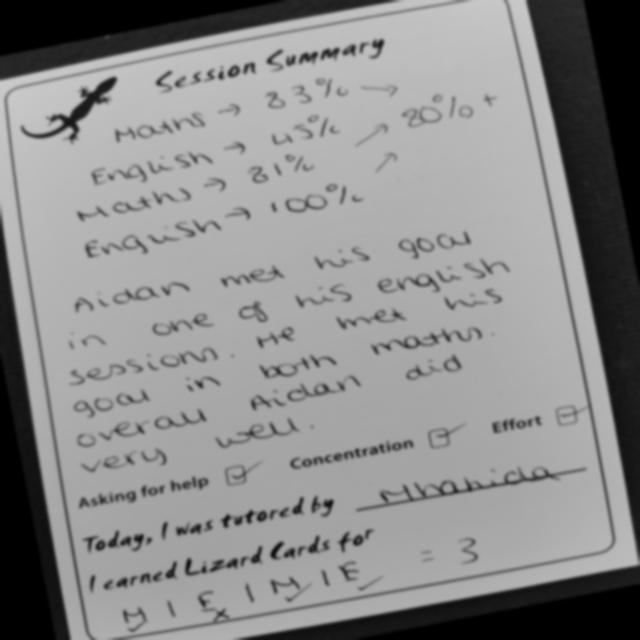 Session Summary
Maths → 83% →
English → 45% ↗ 80% +
Maths → 81% ↗
English → 100%
Aidan met his goal
in one of his english
sessions. He met his
goal in both maths.
overall Aidan did
very well.
Asking for help ☑ Concentration ☑ Effort ☑
Today, I was tutored by
I earned Lizard Cards for
M / E / M / E = 3